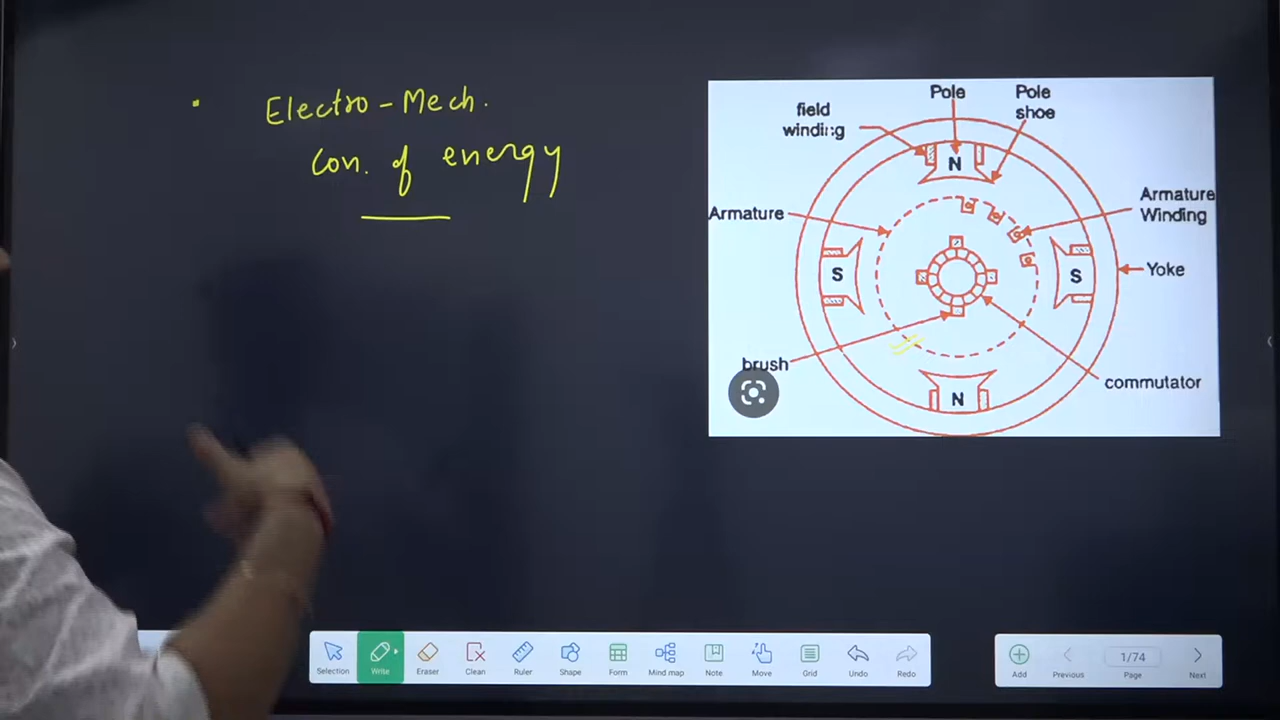 Electro - Mech.
Con. of energy
Pole
Pole
shoe
field
winding
N
Armature
Armature
Winding
S
S
Yoke
brush
commutator
N
Selection
Write
Eraser
Clean
Ruler
Shape
Form
Mind map
Note
Move
Grid
Undo
Redo
Add
Previous
1/74
Page
Next